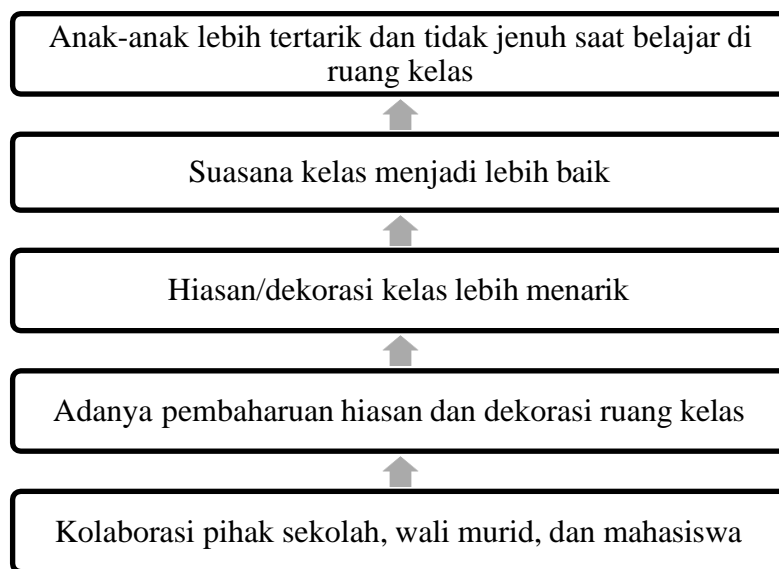 Anak-anak lebih tertarik dan tidak jenuh saat belajar di
ruang kelas
Suasana kelas menjadi lebih baik
Hiasan/dekorasi kelas lebih menarik
Adanya pembaharuan hiasan dan dekorasi ruang kelas
Kolaborasi pihak sekolah, wali murid, dan mahasiswa